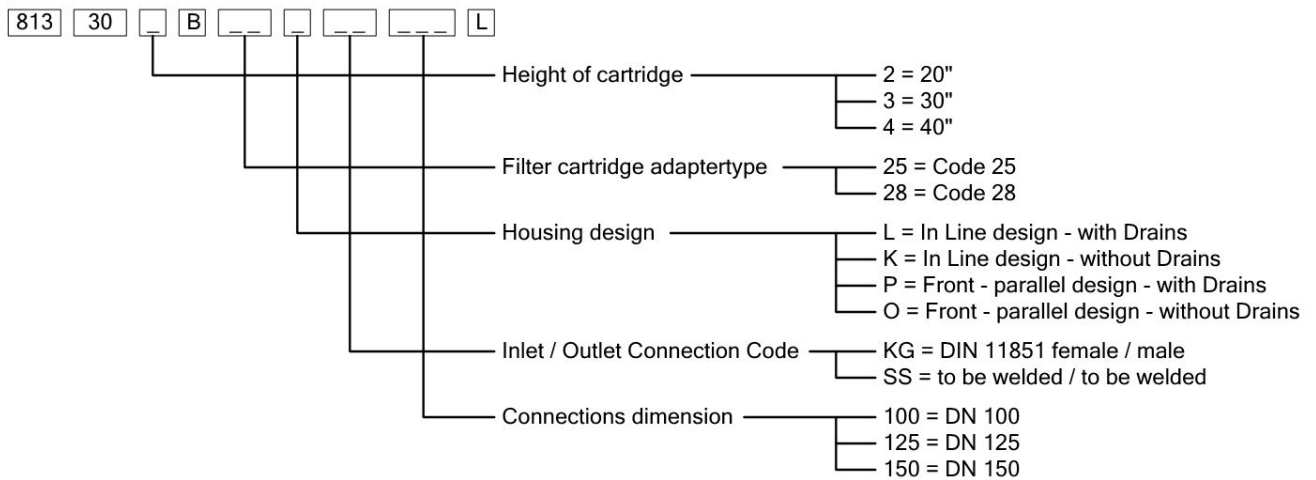 813 30 _ B _ _ _ _ _ _ _ _ L
Height of cartridge
2 = 20"
3 = 30"
4 = 40"
Filter cartridge adaptertype
25 = Code 25
28 = Code 28
Housing design
L = In Line design - with Drains
K = In Line design - without Drains
P = Front - parallel design - with Drains
O = Front - parallel design - without Drains
Inlet / Outlet Connection Code
KG = DIN 11851 female / male
SS = to be welded / to be welded
Connections dimension
100 = DN 100
125 = DN 125
150 = DN 150